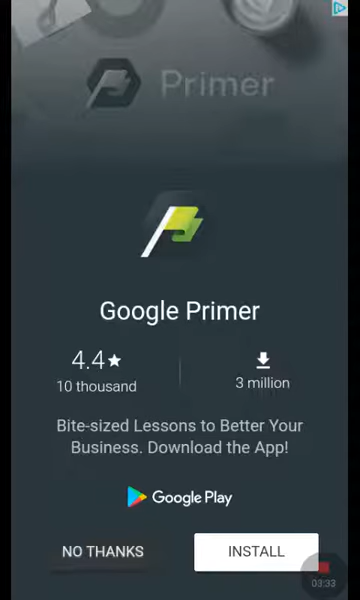 Primer
Google Primer
4.4★
10 thousand
3 million
Bite-sized Lessons to Better Your
Business. Download the App!
Google Play
NO THANKS
INSTALL
03:33